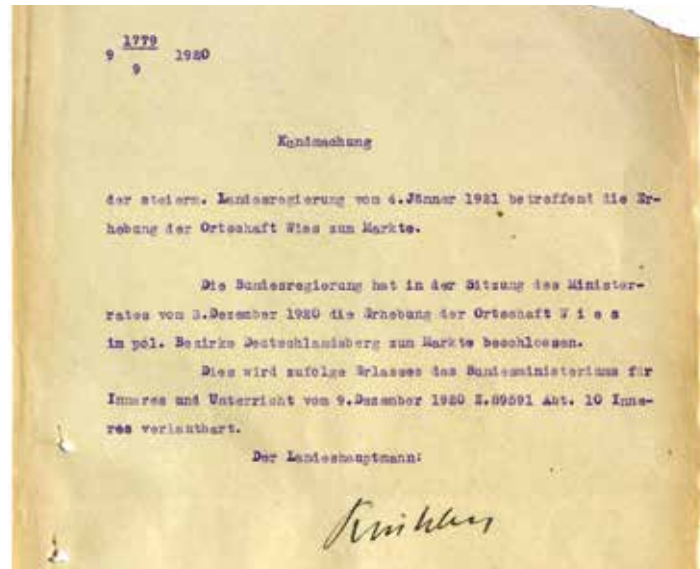 9 1779/9 1920
Kundmachung
der steierm. Landesregierung vom 4.Jänner 1921 betreffend die Er-
hebung der Ortschaft Wies zum Markte.
Die Bundesregierung hat in der Sitzung des Minister-
rates vom 3.Dezember 1920 die Erhebung der Ortschaft W i e s
im pol. Bezirke Deutschlandsberg zum Markte beschlossen.
Dies wird zufolge Erlasses des Bundesministeriums für
Inneres und Unterricht vom 9.Dezember 1920 Z.69591 Abt. 10 Inne-
res verlautbart.
Der Landeshauptmann: